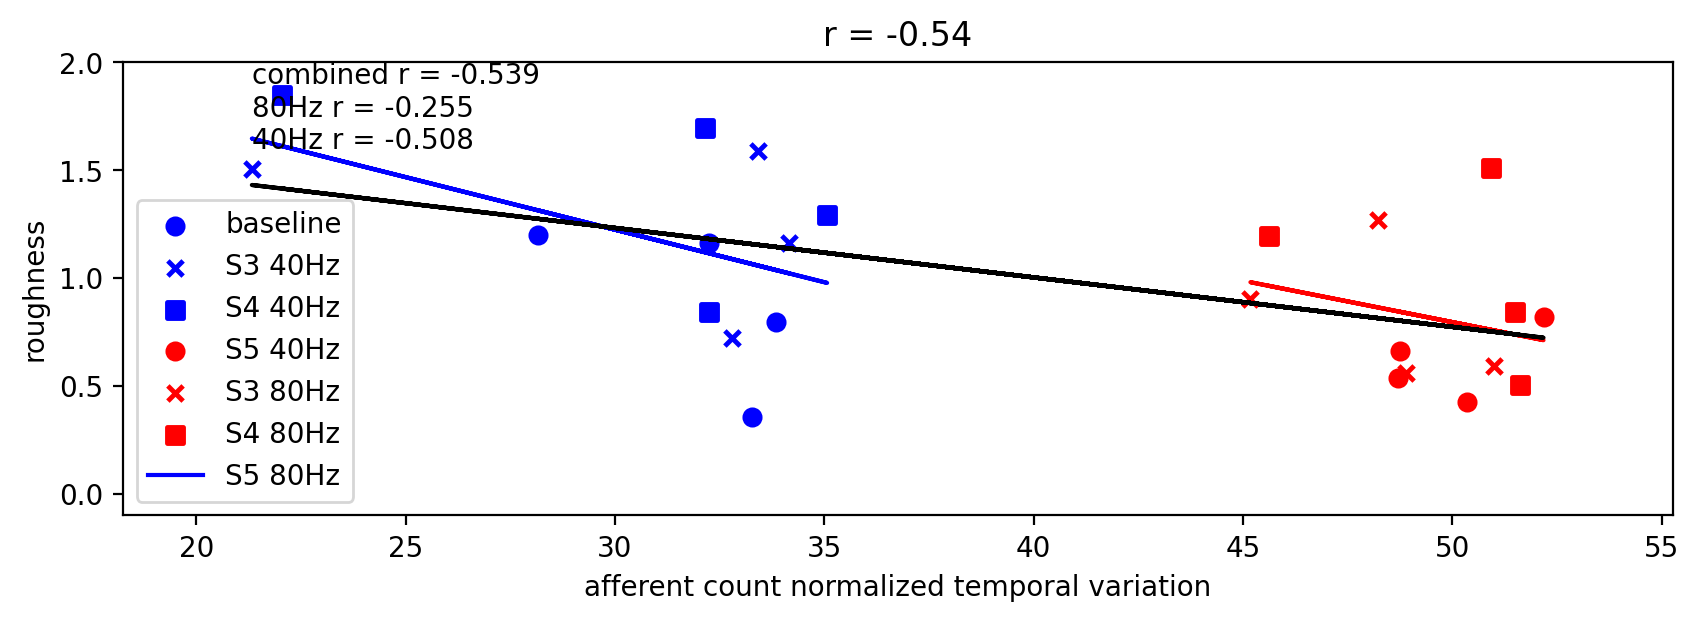 r = -0.54
combined r = -0.539
80Hz r = -0.255
40Hz r = -0.508
roughness
2.0
1.5
1.0
0.5
0.0
baseline
S3 40Hz
S4 40Hz
S5 40Hz
S3 80Hz
S4 80Hz
S5 80Hz
20 25 30 35 40 45 50 55
afferent count normalized temporal variation